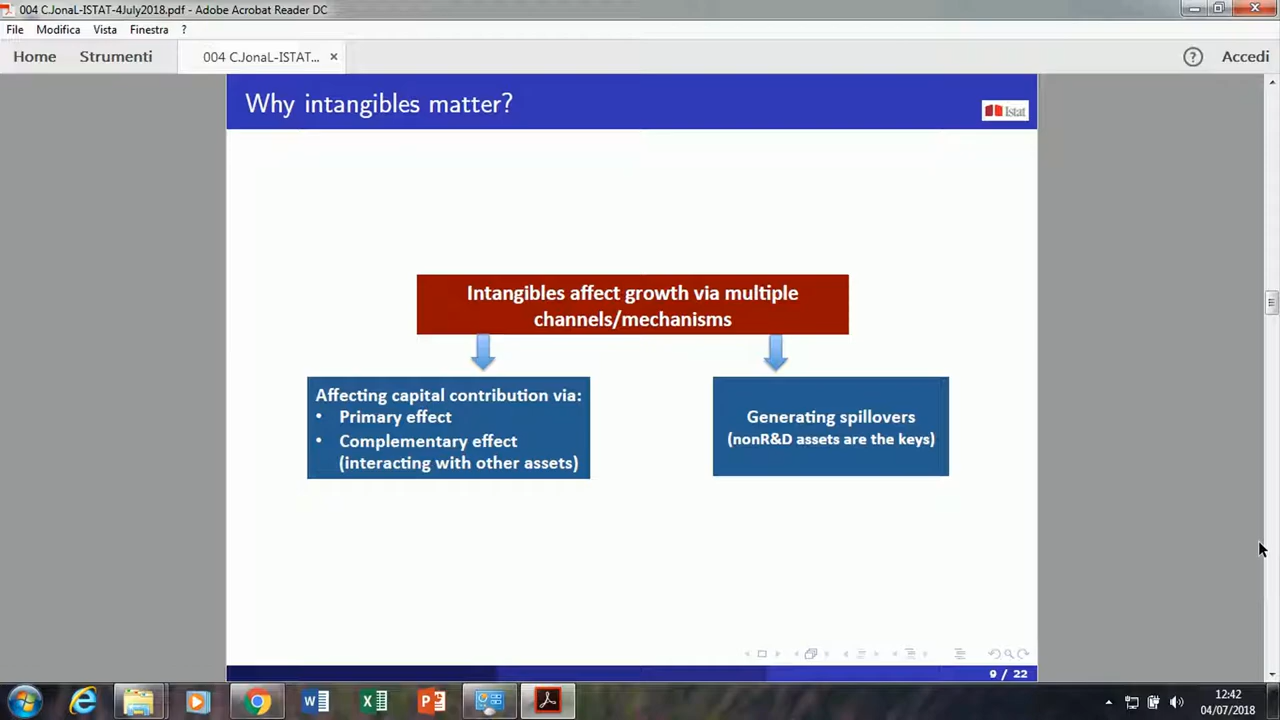 004 C.JonaL-ISTAT-4July2018.pdf - Adobe Acrobat Reader DC
File Modifica Vista Finestra ?
Home Strumenti 004 C.JonaL-ISTAT... × ? Accedi
Why intangibles matter?
Istat
Intangibles affect growth via multiple
channels/mechanisms
Affecting capital contribution via:
• Primary effect
• Complementary effect
(interacting with other assets)
Generating spillovers
(nonR&D assets are the keys)
9 / 22
12:42
04/07/2018